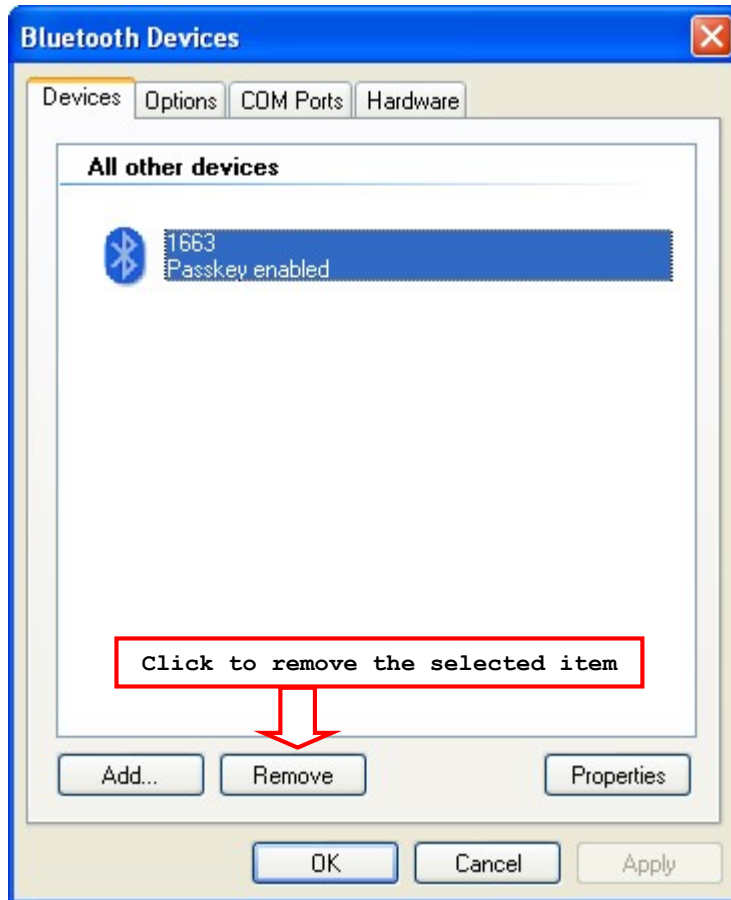 Bluetooth Devices
Devices Options COM Ports Hardware
All other devices
1663
Passkey enabled
Click to remove the selected item
Add... Remove Properties
OK Cancel Apply